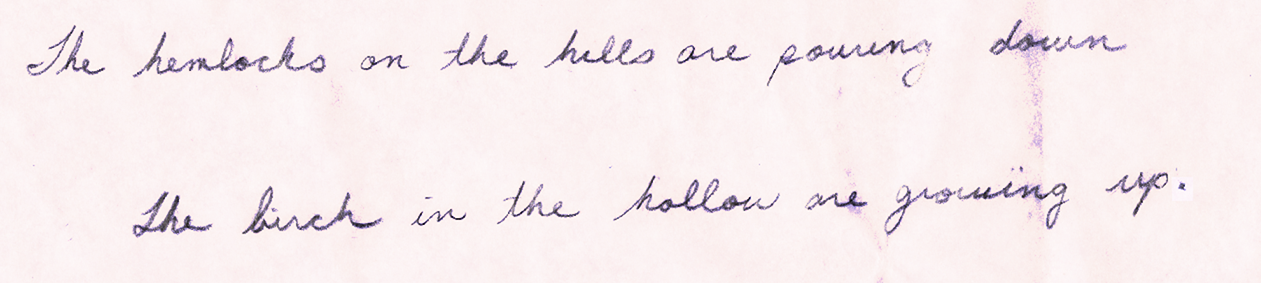 The hemlocks on the hills are pouring down
The birch in the hollow are growing up.